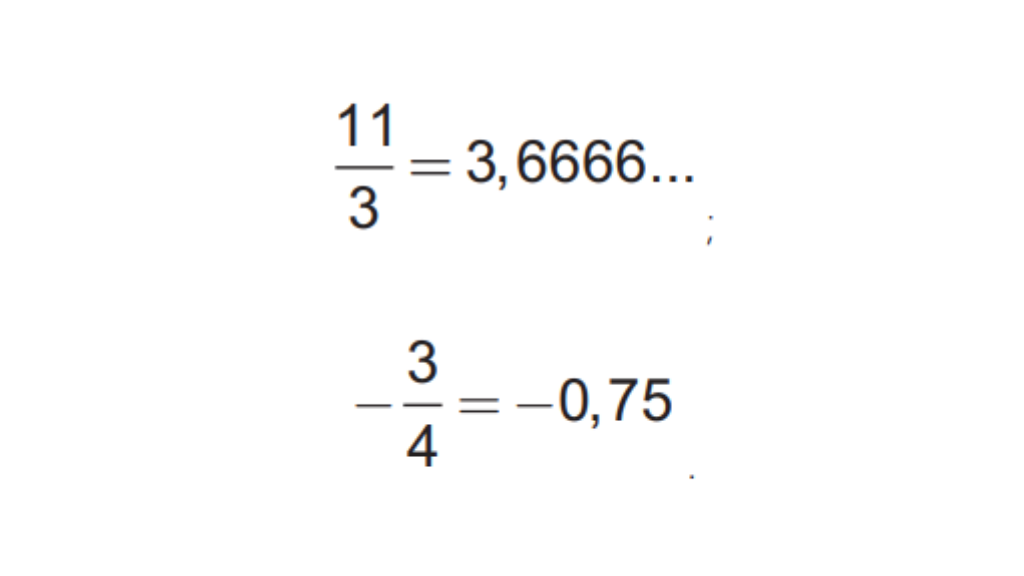 11/3 = 3,6666... ;
-3/4 = -0,75 .